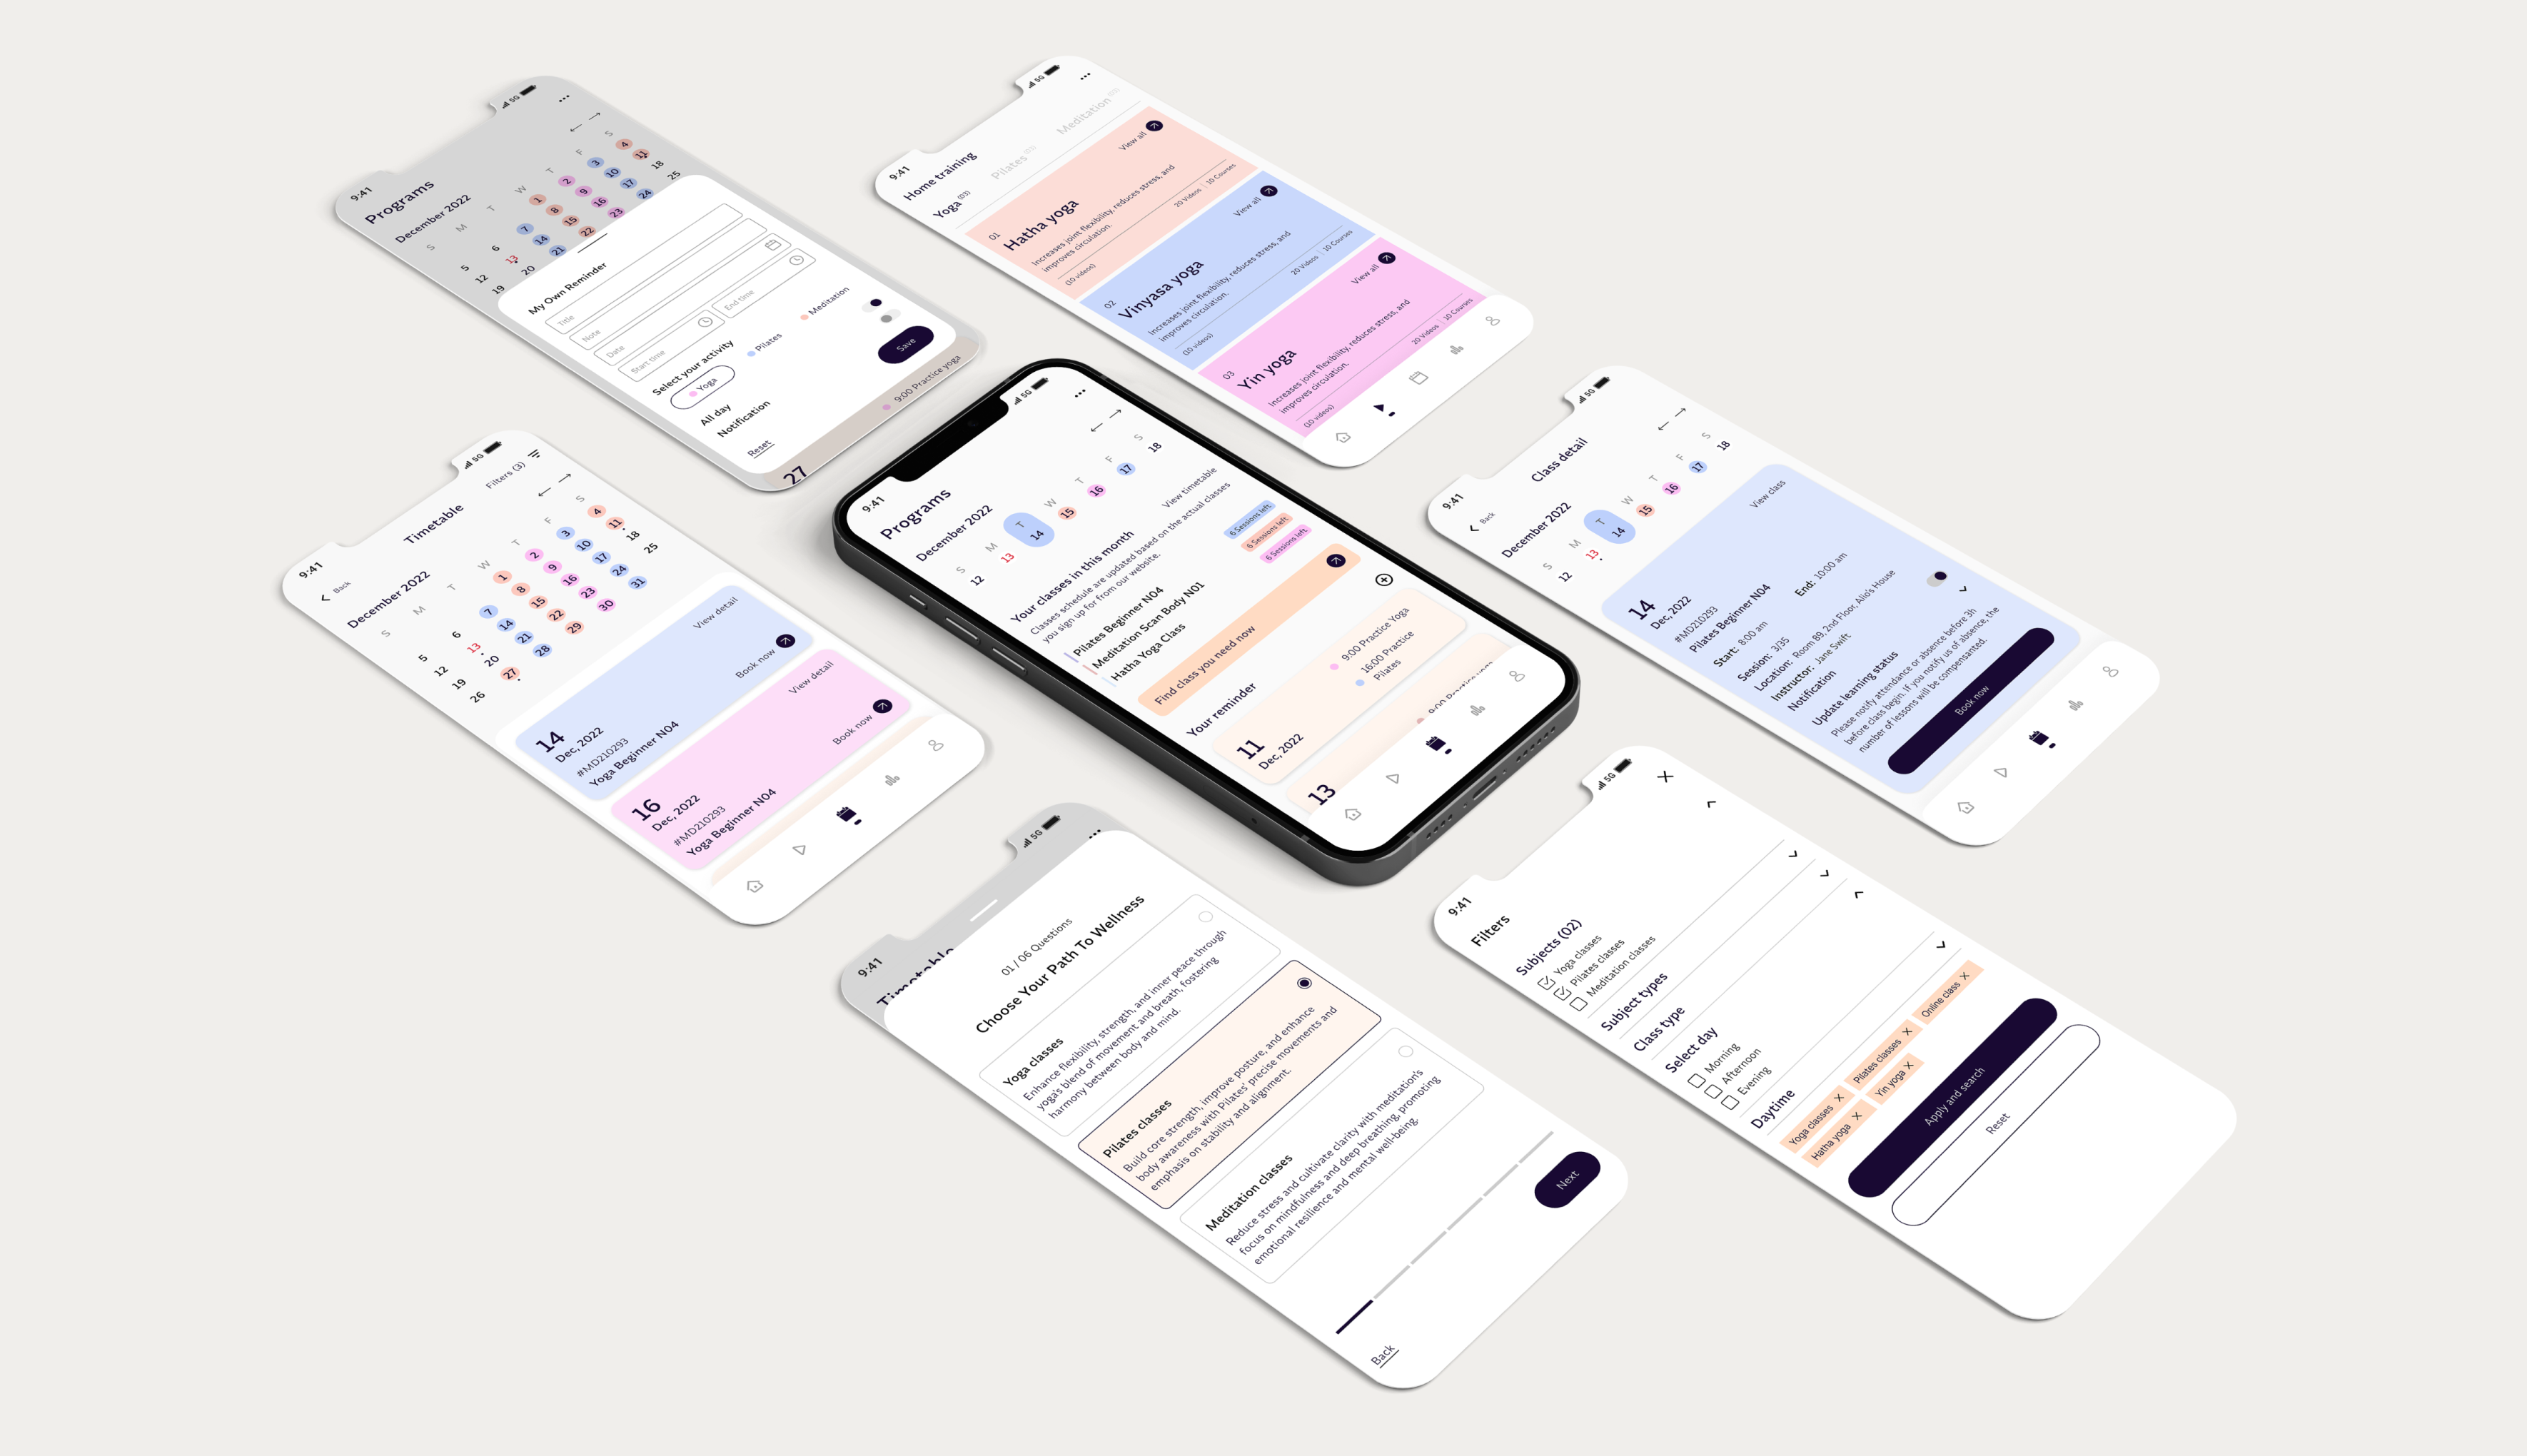 9:41
5G
Programs
December 2022
S M T W T F S
1 2 3 4
5 6 7 8 9 10 11
12 13 14 15 16 17 18
19 20 21 22 23 24 25
My Own Reminder
Title
Note
Date
Start time
End time
Select your activity
Yoga
Pilates
Meditation
All day
Notification
Reset
Save
27
9:00 Practice yoga
9:41
5G
Home training
Yoga (03)
Pilates
Meditation
01
View all
Hatha yoga
Increases joint flexibility, reduces stress, and
improves circulation.
(10 videos)
20 Videos
10 Courses
02
View all
Vinyasa yoga
Increases joint flexibility, reduces stress, and
improves circulation.
(10 videos)
20 Videos
10 Courses
03
View all
Yin yoga
Increases joint flexibility, reduces stress, and
improves circulation.
(10 videos)
20 Videos
10 Courses
9:41
5G
Back
Timetable
Filters (3)
December 2022
S M T W T F S
1 2 3 4
5 6 7 8 9 10 11
12 13 14 15 16 17 18
19 20 21 22 23 24 25
26 27 28 29 30 31
14
Dec, 2022
View detail
#MD210293
Yoga Beginner N04
Book now
16
Dec, 2022
View detail
#MD210293
Yoga Beginner N04
Book now
9:41
5G
Programs
December 2022
S M T W T F S
12 13 14 15 16 17 18
Your classes in this month
View timetable
Classes schedule are updated based on the actual classes
you sign up for from our website.
Pilates Beginner N04
6 Sessions left
Meditation Scan Body N01
6 Sessions left
Hatha Yoga Class
6 Sessions left
Find class you need now
Your reminder
11
Dec, 2022
9:00 Practice Yoga
16:00 Practice
Pilates
13
9:00 Practice yoga
9:41
5G
Back
Class detail
December 2022
S M T W T F S
12 13 14 15 16 17 18
14
Dec, 2022
View class
#MD210293
Pilates Beginner N04
Start: 8:00 am
End: 10:00 am
Session: 3/35
Location: Room 89, 2nd Floor, Alio's House
Instructor: Jane Swift
Notification
Update learning status
Please notify attendance or absence before 3h
before class begin. If you notify us of absence, the
number of lessons will be compensanted.
Book now
9:41
5G
Timetable
01 / 06 Questions
Choose Your Path To Wellness
Yoga classes
Enhance flexibility, strength, and inner peace through
yoga's blend of movement and breath, fostering
harmony between body and mind.
Pilates classes
Build core strength, improve posture, and enhance
body awareness with Pilates' precise movements and
emphasis on stability and alignment.
Meditation classes
Reduce stress and cultivate clarity with meditation's
focus on mindfulness and deep breathing, promoting
emotional resilience and mental well-being.
Back
Next
9:41
5G
Filters
Subjects (02)
Yoga classes
Pilates classes
Meditation classes
Subject types
Class type
Select day
Morning
Afternoon
Evening
Daytime
Yoga classes
Pilates classes
Online class
Hatha yoga
Yin yoga
Apply and search
Reset